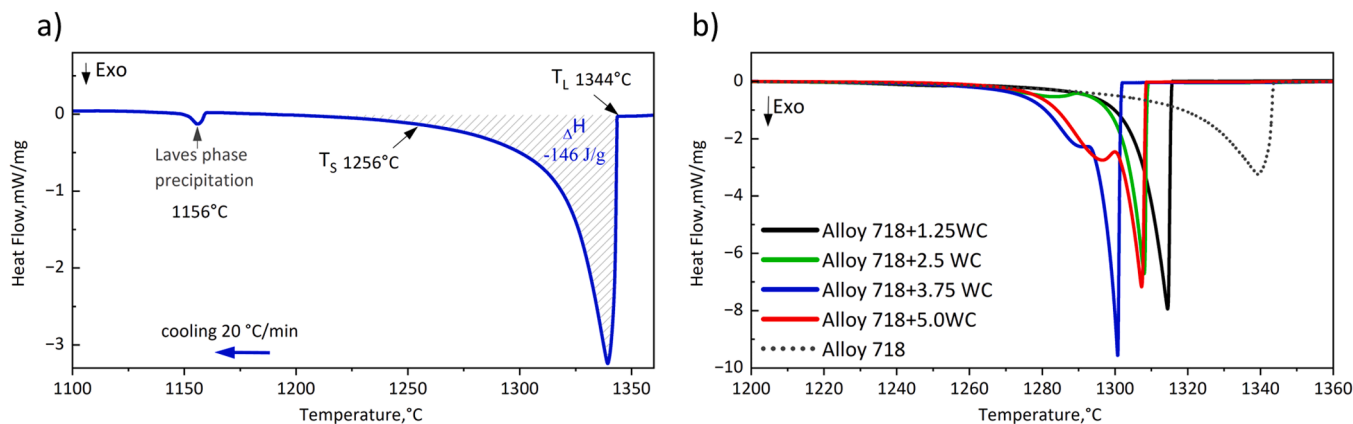 a)
Exo
T_L 1344°C
0
ΔH
-146 J/g
T_S 1256°C
Laves phase
precipitation
1156°C
-1
-2
-3
cooling 20 °C/min
Heat Flow,mW/mg
1100 1150 1200 1250 1300 1350
Temperature,°C
b)
0
Exo
-2
-4
-6
-8
-10
Heat Flow,mW/mg
Alloy 718+1.25WC
Alloy 718+2.5 WC
Alloy 718+3.75 WC
Alloy 718+5.0WC
Alloy 718
1200 1220 1240 1260 1280 1300 1320 1340 1360
Temperature,°C